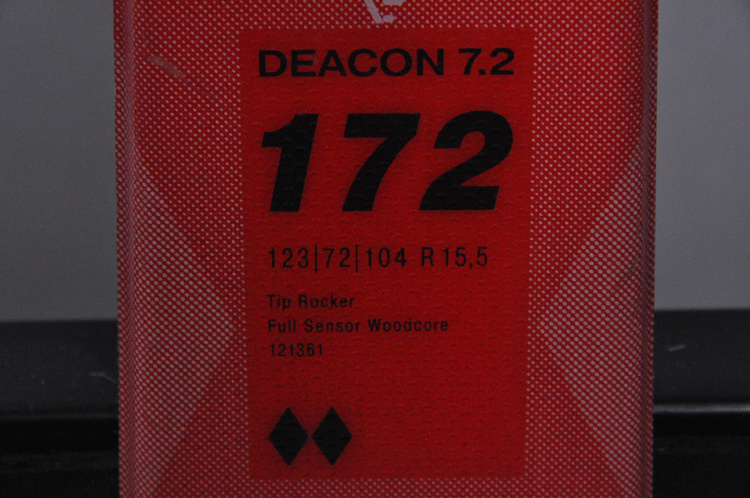 DEACON 7.2
172
123|72|104 R 15,5
Tip Rocker
Full Sensor Woodcore
121361